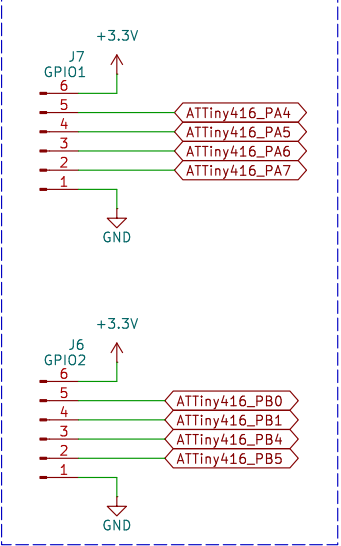 +3.3V
J7
GPIO1
6
5 ATTiny416_PA4
4 ATTiny416_PA5
3 ATTiny416_PA6
2 ATTiny416_PA7
1
GND
+3.3V
J6
GPIO2
6
5 ATTiny416_PB0
4 ATTiny416_PB1
3 ATTiny416_PB4
2 ATTiny416_PB5
1
GND